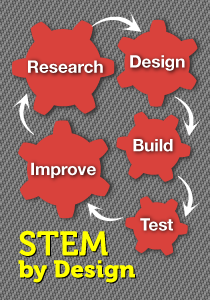 Research
Design
Build
Improve
Test
STEM
by Design